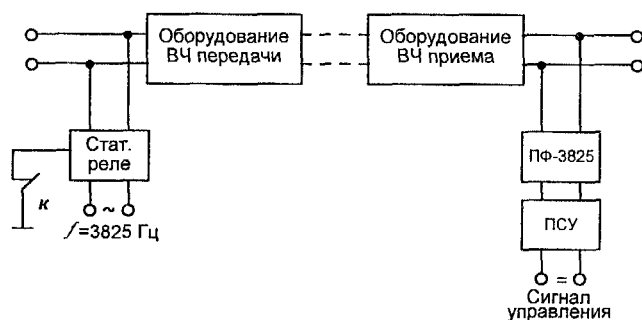 Оборудование
ВЧ передачи
Оборудование
ВЧ приема
Стат.
реле
ПФ-3825
к
~
f=3825 Гц
ПСУ
=
Сигнал
управления